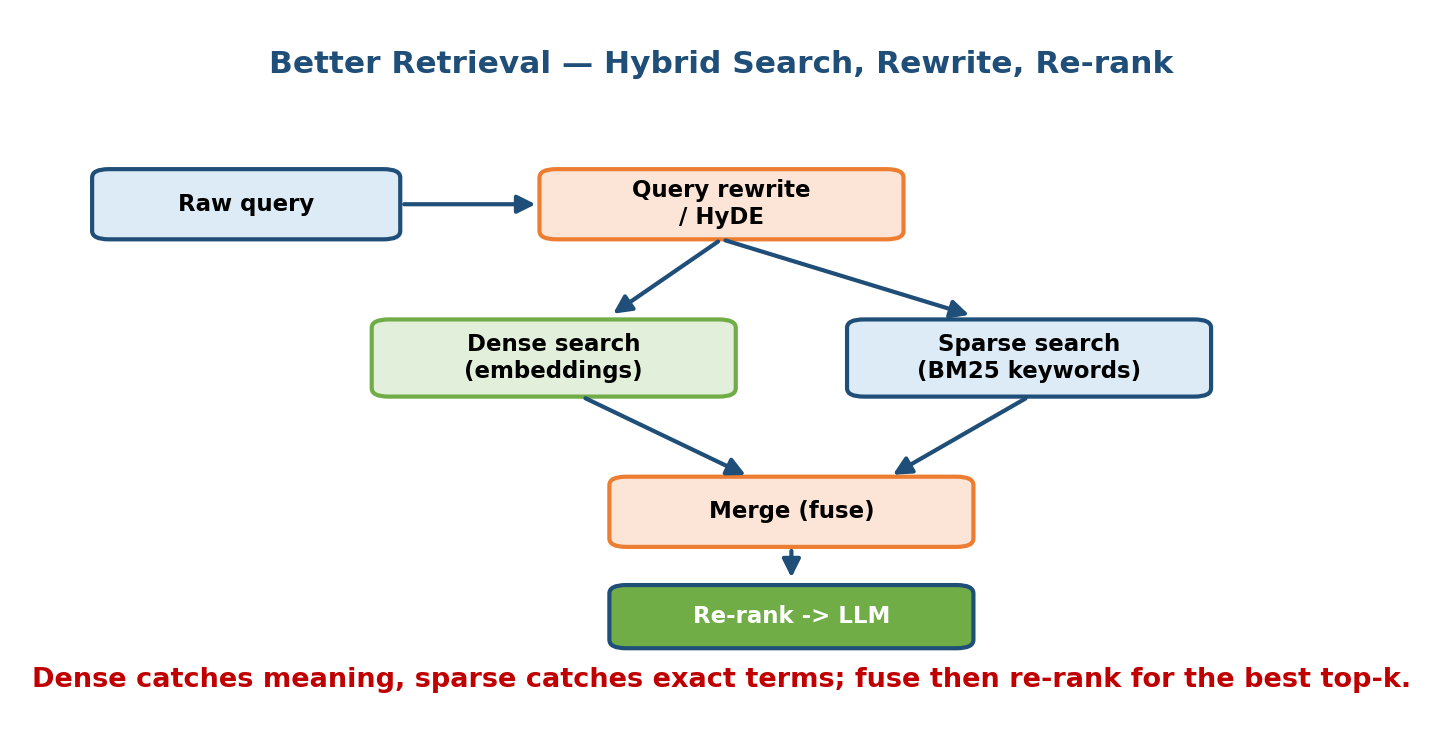 Better Retrieval — Hybrid Search, Rewrite, Re-rank
Raw query
Query rewrite
/ HyDE
Dense search
(embeddings)
Sparse search
(BM25 keywords)
Merge (fuse)
Re-rank -> LLM
Dense catches meaning, sparse catches exact terms; fuse then re-rank for the best top-k.